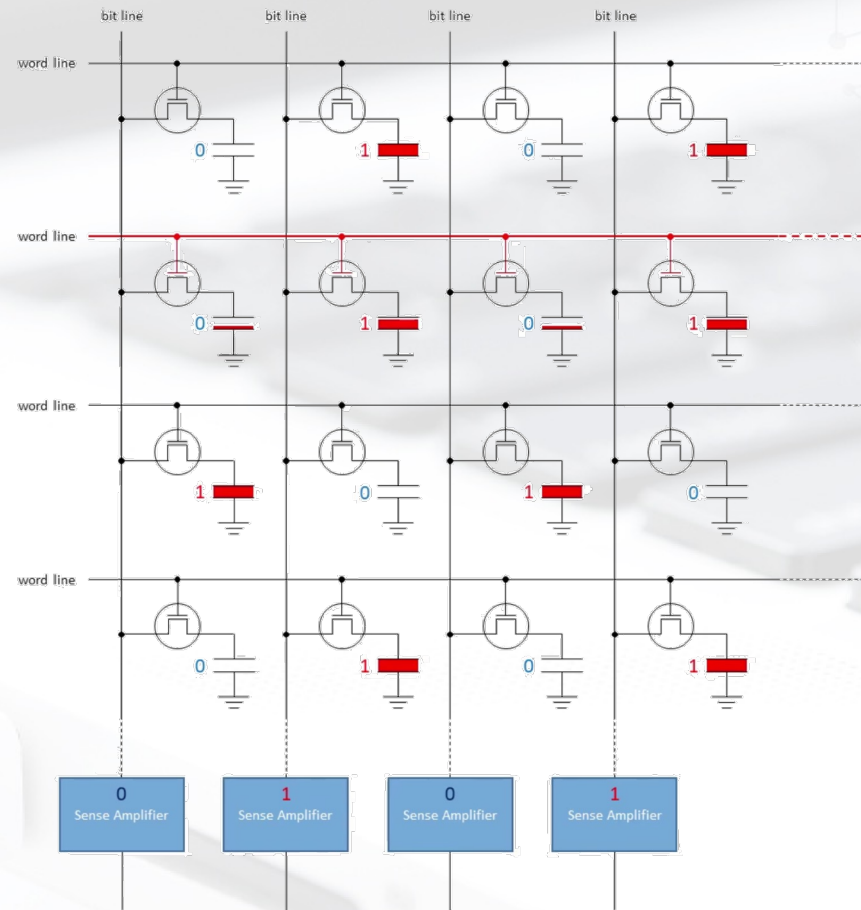 bit line bit line bit line bit line
word line
0 1 0 1
word line
0 1 0 1
word line
1 0 1 0
word line
0 1 0 1
0 1 0 1
Sense Amplifier Sense Amplifier Sense Amplifier Sense Amplifier